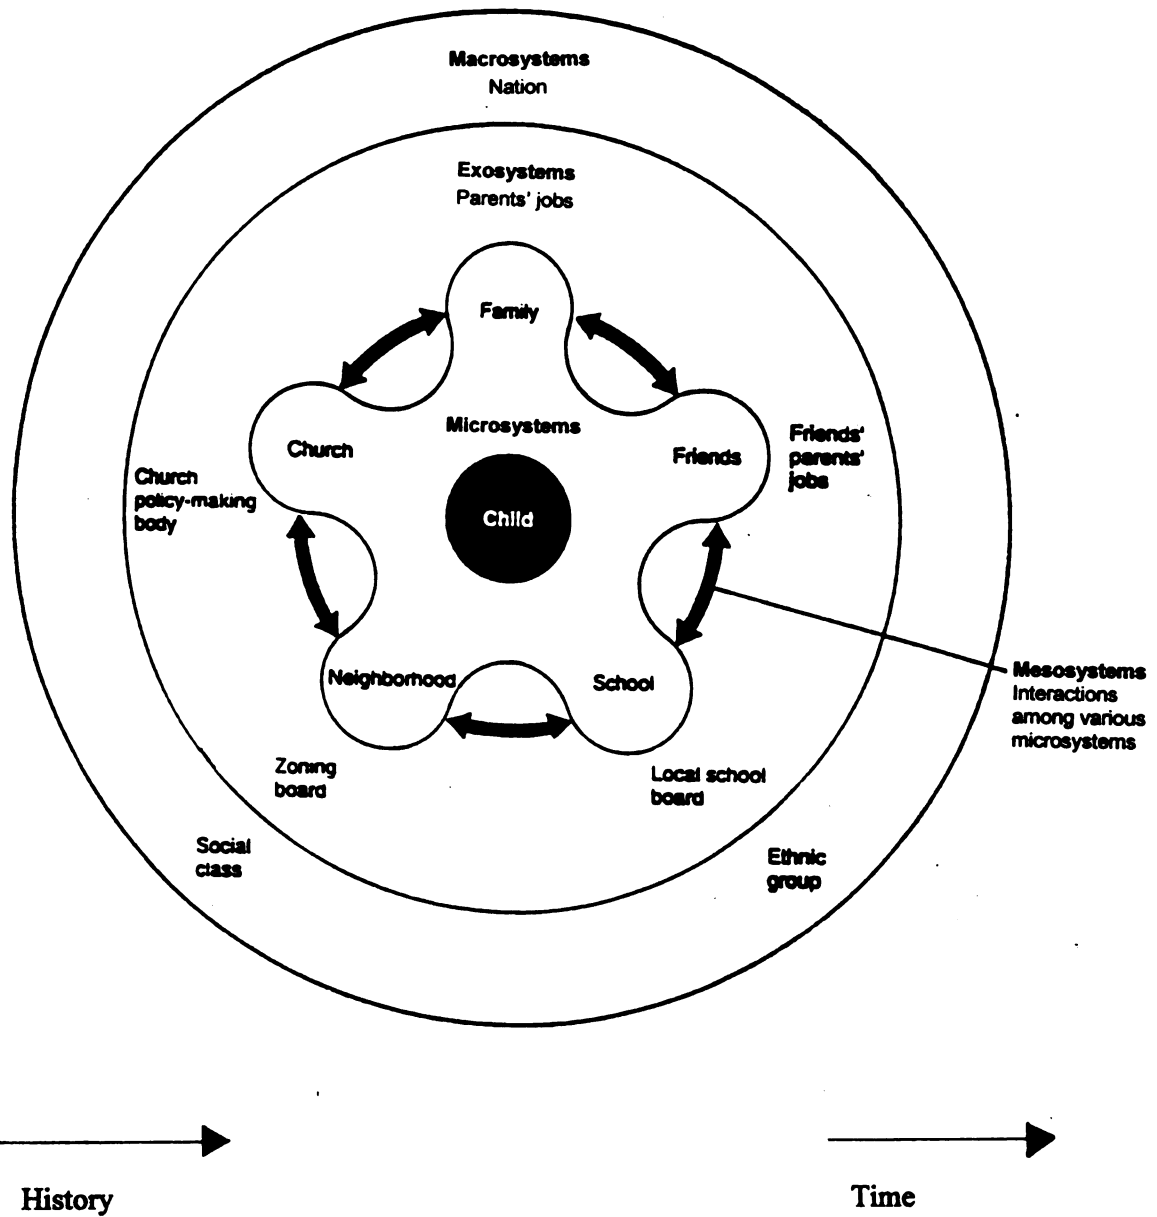 Macrosystems
Nation
Exosystems
Parents' jobs
Family
Microsystems
Church
Friends
Friends'
parents'
jobs
Church
policy-making
body
Child
Neighborhood
School
Mesosystems
Interactions
among various
microsystems
Zoning
board
Local school
board
Social
class
Ethnic
group
History
Time